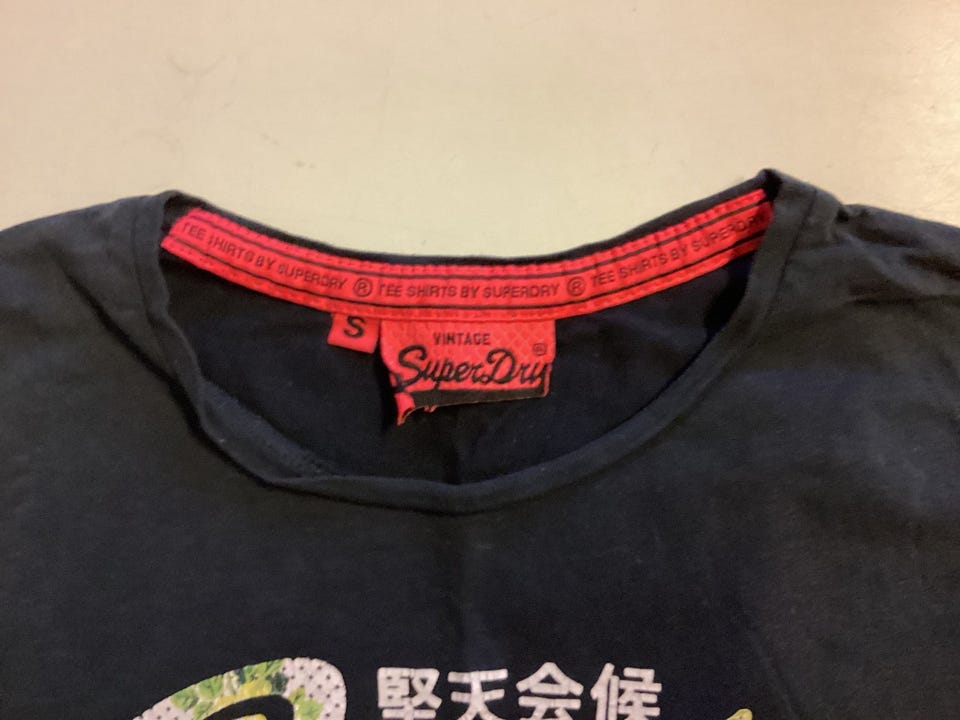 TEE SHIRTS BY SUPERDRY ® TEE SHIRTS BY SUPERDRY ® TEE SHIRTS BY SUPERDRY
S
VINTAGE
SuperDry®
堅天会候